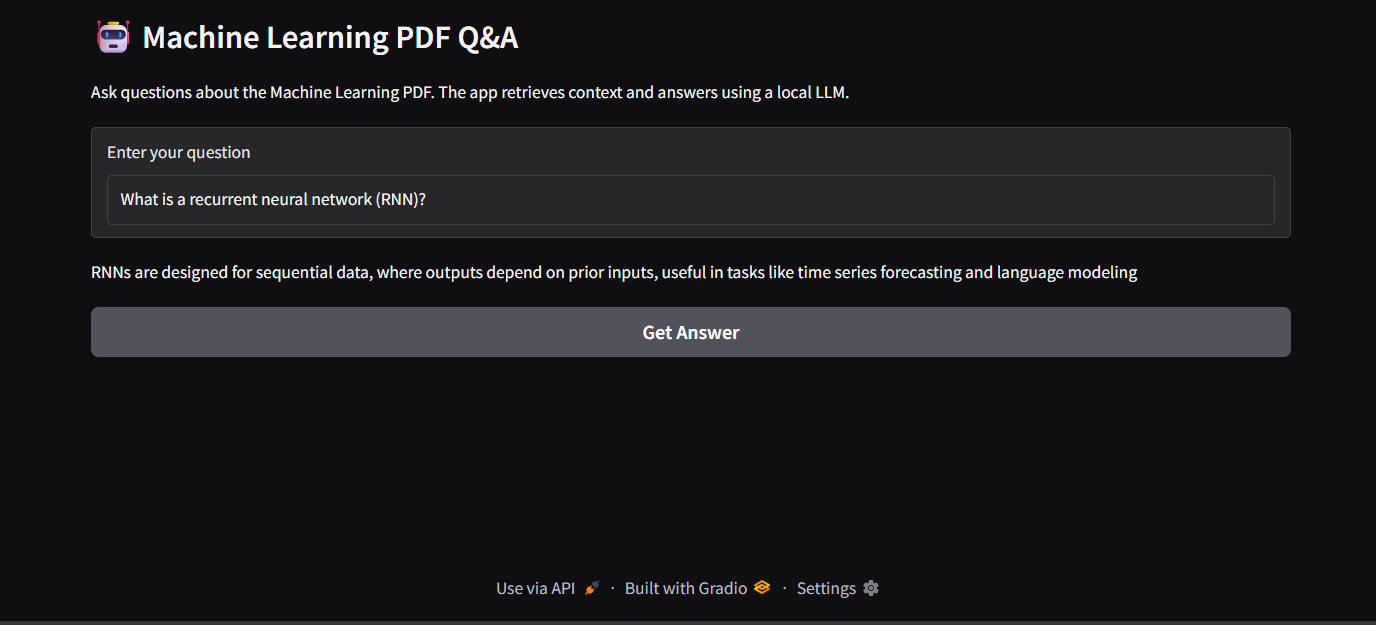 Machine Learning PDF Q&A
Ask questions about the Machine Learning PDF. The app retrieves context and answers using a local LLM.
Enter your question
What is a recurrent neural network (RNN)?
RNNs are designed for sequential data, where outputs depend on prior inputs, useful in tasks like time series forecasting and language modeling
Get Answer
Use via API · Built with Gradio · Settings